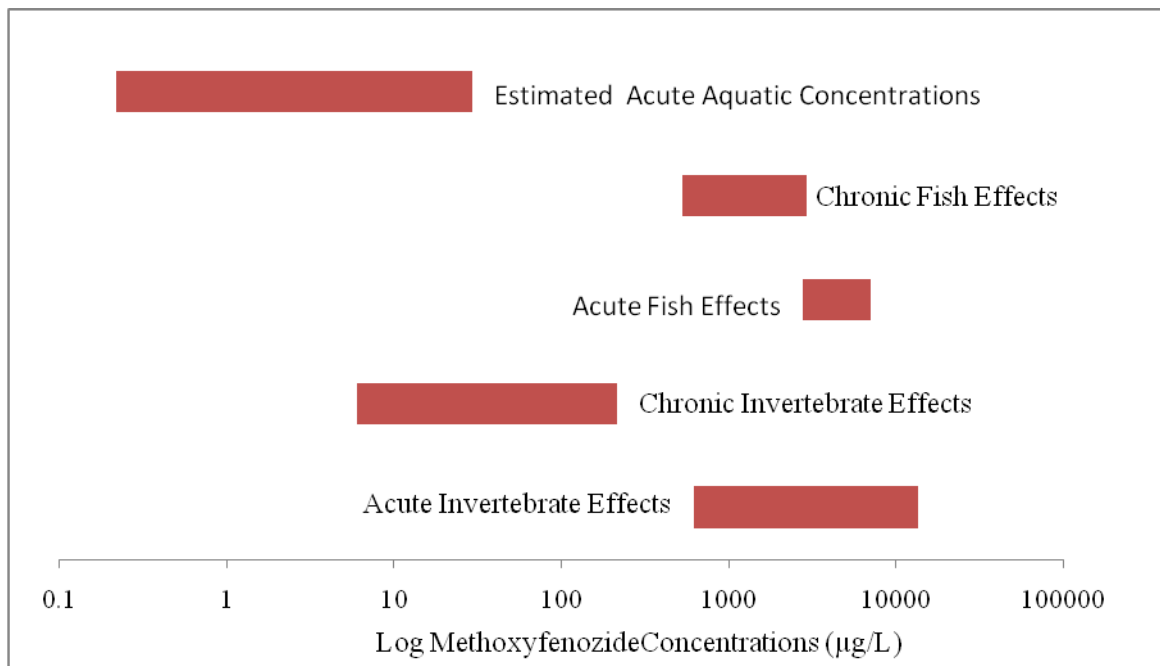 Estimated Acute Aquatic Concentrations
Chronic Fish Effects
Acute Fish Effects
Chronic Invertebrate Effects
Acute Invertebrate Effects
0.1 1 10 100 1000 10000 100000
Log MethoxyfenozideConcentrations (µg/L)